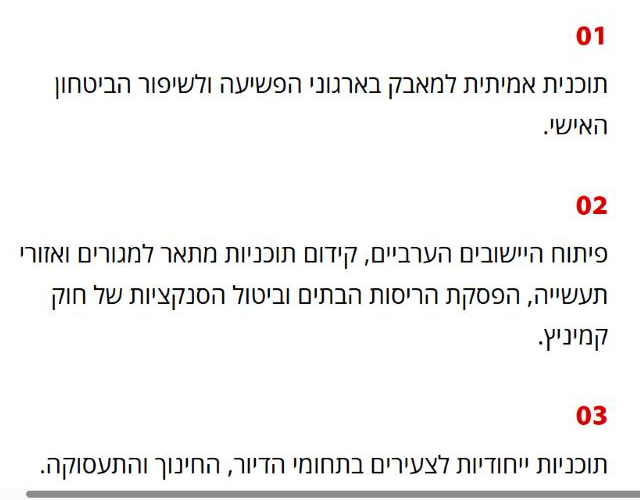 01
תוכנית אמיתית למאבק בארגוני הפשיעה ולשיפור הביטחון
האישי.
02
פיתוח היישובים הערביים, קידום תוכניות מתאר למגורים ואזורי
תעשייה, הפסקת הריסות הבתים וביטול הסנקציות של חוק
קמיניץ.
03
תוכניות ייחודיות לצעירים בתחומי הדיור, החינוך והתעסוקה.